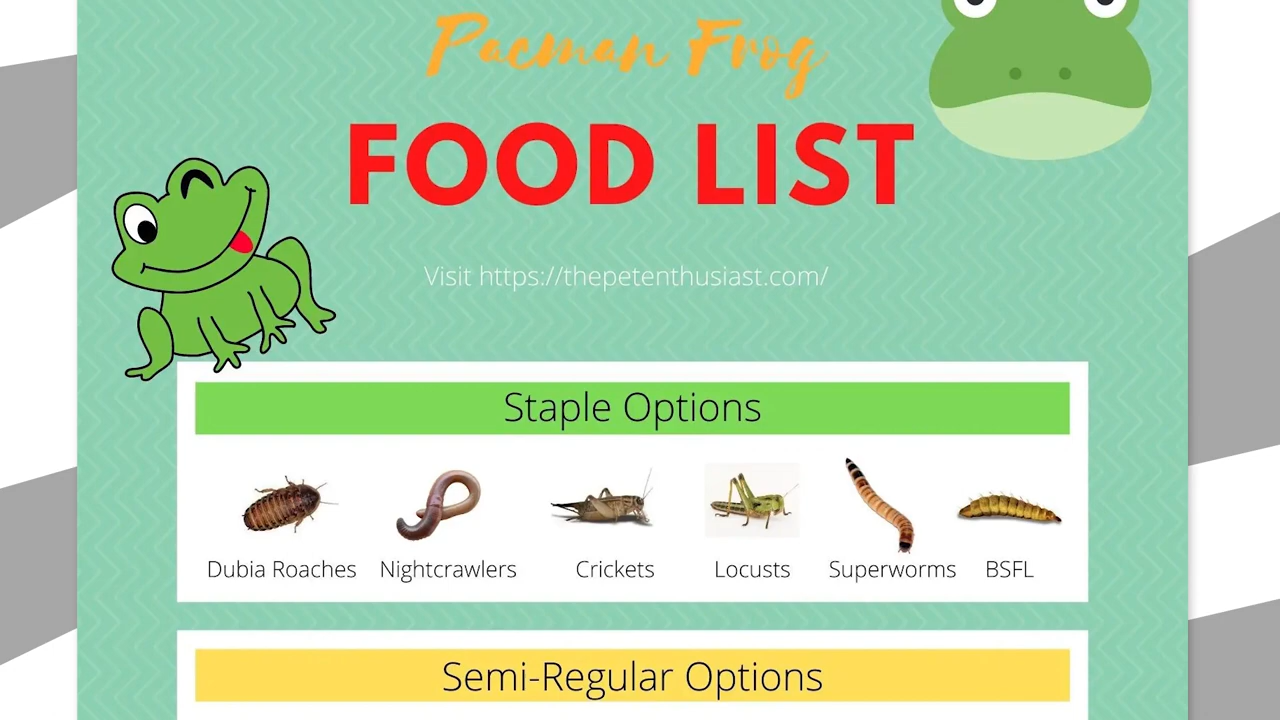 Pacman Frog
FOOD LIST
Visit https://thepetenthusiast.com/
Staple Options
Dubia Roaches Nightcrawlers Crickets Locusts Superworms BSFL
Semi-Regular Options